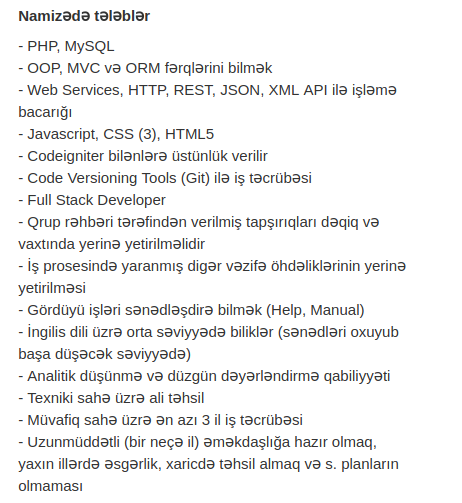 Namizədə tələblər
- PHP, MySQL
- OOP, MVC və ORM fərqlərini bilmək
- Web Services, HTTP, REST, JSON, XML API ilə işləmə
bacarığı
- Javascript, CSS (3), HTML5
- Codeigniter bilənlərə üstünlük verilir
- Code Versioning Tools (Git) ilə iş təcrübəsi
- Full Stack Developer
- Qrup rəhbəri tərəfindən verilmiş tapşırıqları dəqiq və
vaxtında yerinə yetirilməlidir
- İş prosesində yaranmış digər vəzifə öhdəliklərinin yerinə
yetirilməsi
- Gördüyü işləri sənədləşdirə bilmək (Help, Manual)
- İngilis dili üzrə orta səviyyədə biliklər (sənədləri oxuyub
başa düşəcək səviyyədə)
- Analitik düşünmə və düzgün dəyərləndirmə qabiliyyəti
- Texniki sahə üzrə ali təhsil
- Müvafiq sahə üzrə ən azı 3 il iş təcrübəsi
- Uzunmüddətli (bir neçə il) əməkdaşlığa hazır olmaq,
yaxın illərdə əsgərlik, xaricdə təhsil almaq və s. planların
olmaması